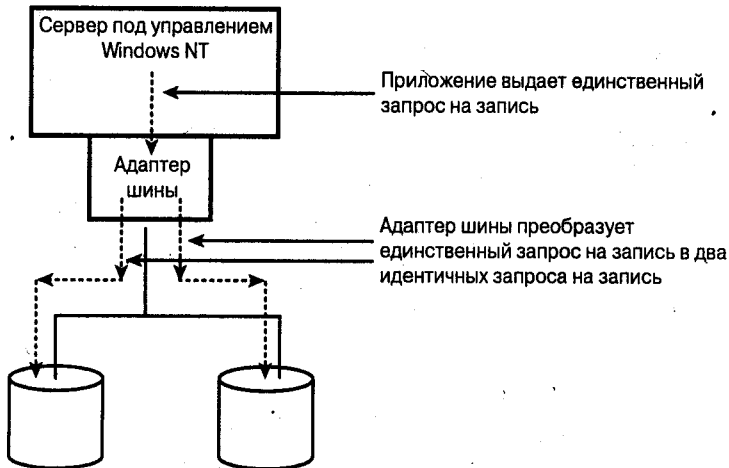 Сервер под управлением
Windows NT
Приложение выдает единственный
запрос на запись
Адаптер
шины
Адаптер шины преобразует
единственный запрос на запись в два
идентичных запроса на запись